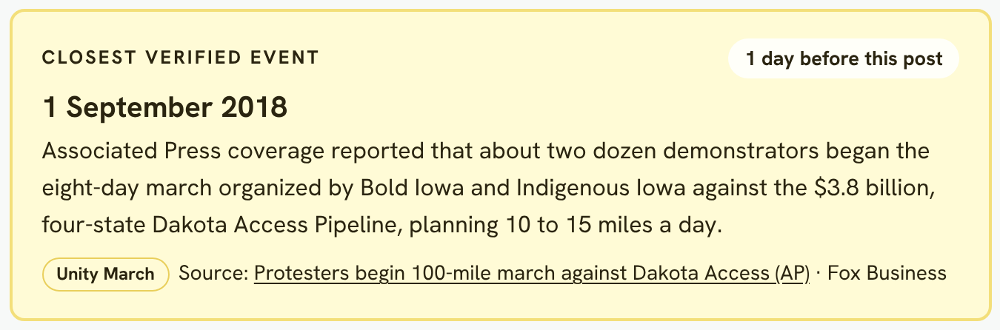 CLOSEST VERIFIED EVENT
1 day before this post
1 September 2018
Associated Press coverage reported that about two dozen demonstrators began the
eight-day march organized by Bold Iowa and Indigenous Iowa against the $3.8 billion,
four-state Dakota Access Pipeline, planning 10 to 15 miles a day.
Unity March Source: Protesters begin 100-mile march against Dakota Access (AP) · Fox Business